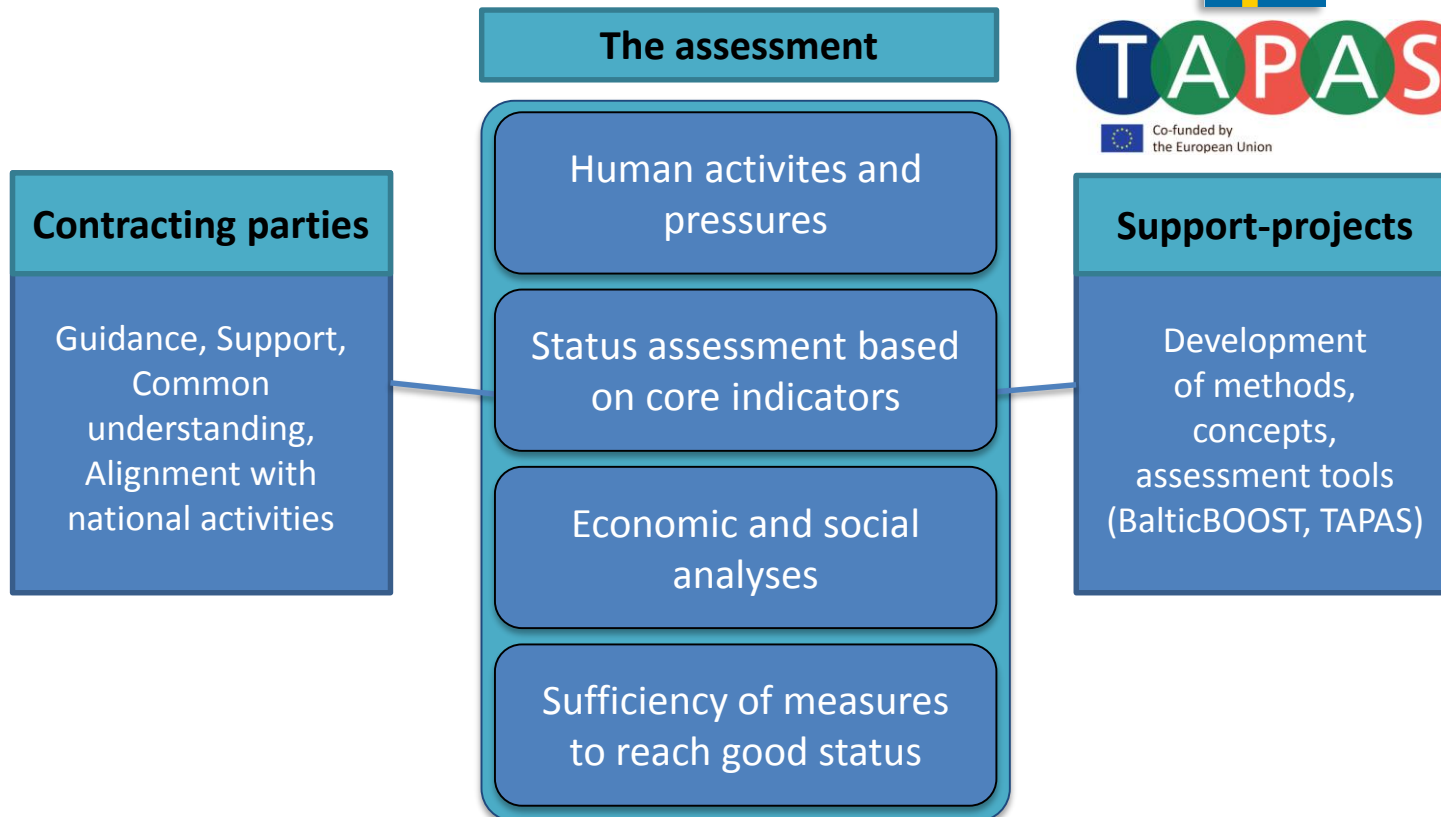 The assessment
TAPAS
Co-funded by
the European Union
Contracting parties
Guidance, Support,
Common
understanding,
Alignment with
national activities
Human activites and
pressures
Status assessment based
on core indicators
Economic and social
analyses
Sufficiency of measures
to reach good status
Support-projects
Development
of methods,
concepts,
assessment tools
(BalticBOOST, TAPAS)